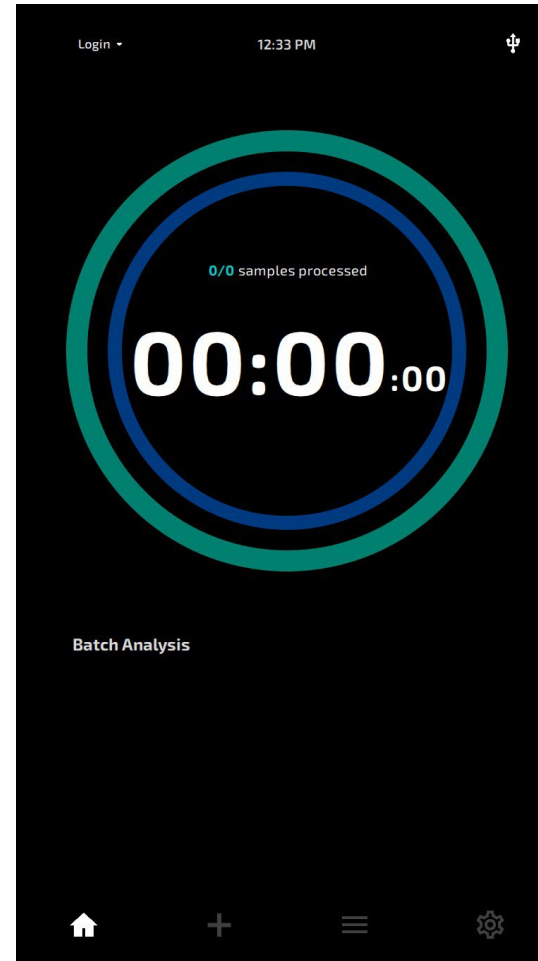 Login
12:33 PM
0/0 samples processed
00:00:00
Batch Analysis